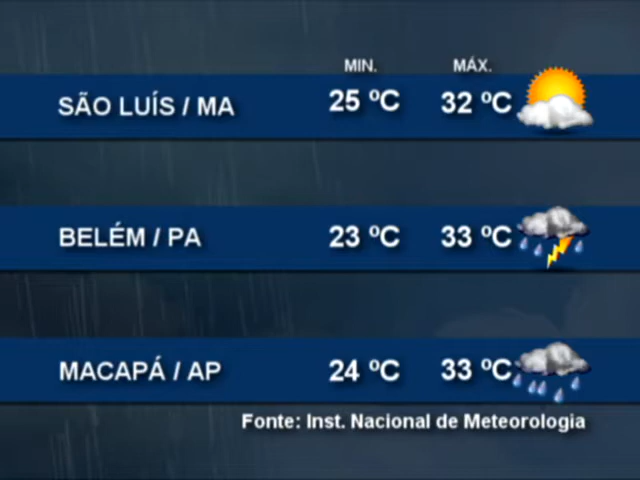 MIN. MÁX.
SÃO LUÍS / MA 25 ºC 32 ºC
BELÉM / PA 23 ºC 33 ºC
MACAPÁ / AP 24 ºC 33 ºC
Fonte: Inst. Nacional de Meteorologia